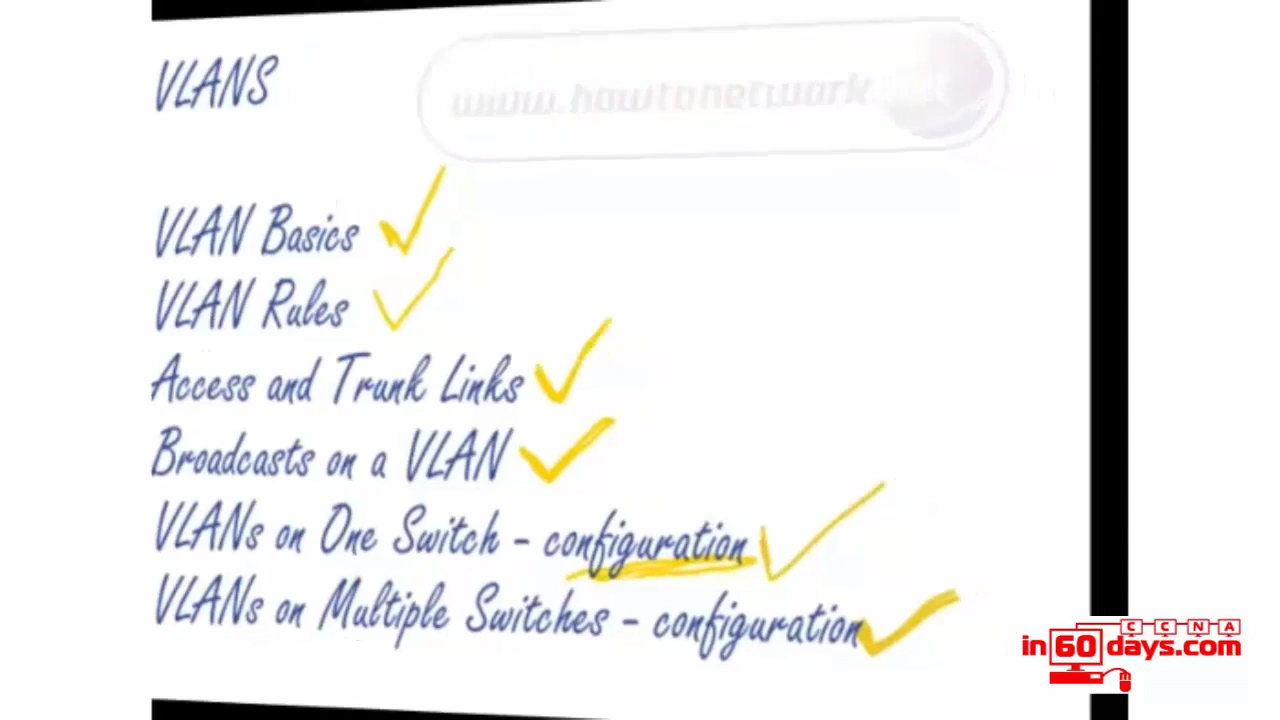 VLANS
www.howtonetwork.
VLAN Basics
VLAN Rules
Access and Trunk Links
Broadcasts on a VLAN
VLANs on One Switch - configuration
VLANs on Multiple Switches - configuration
CCNA
in60days.com